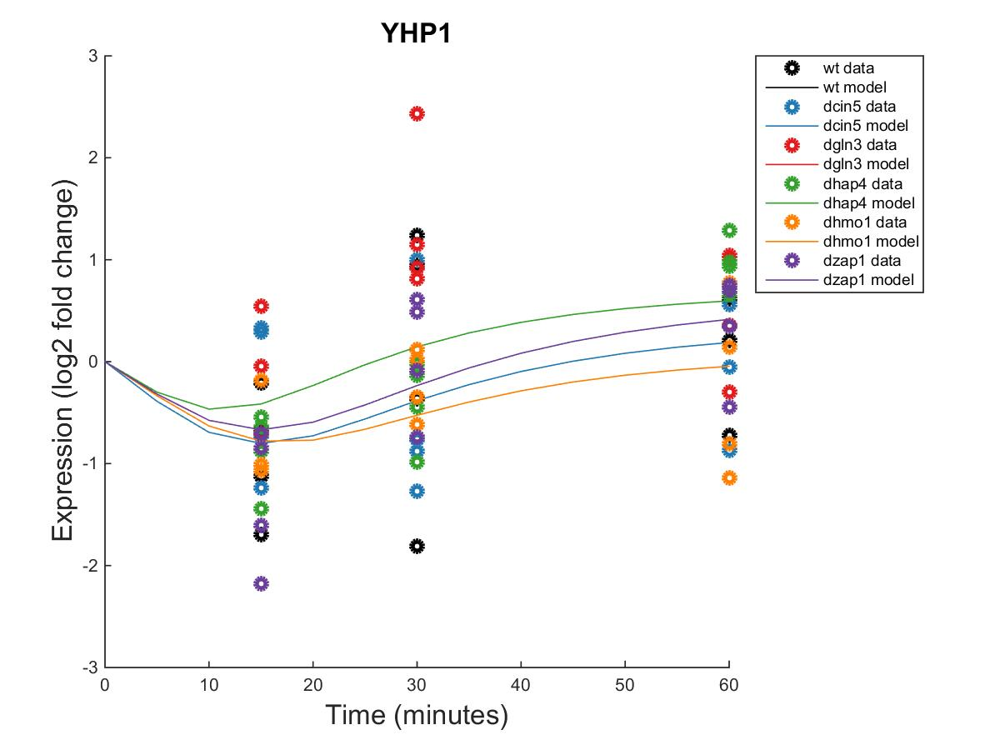 YHP1
3
2
1
0
-1
-2
-3
Expression (log2 fold change)
0 10 20 30 40 50 60
Time (minutes)
wt data
wt model
dcin5 data
dcin5 model
dgln3 data
dgln3 model
dhap4 data
dhap4 model
dhmo1 data
dhmo1 model
dzap1 data
dzap1 model